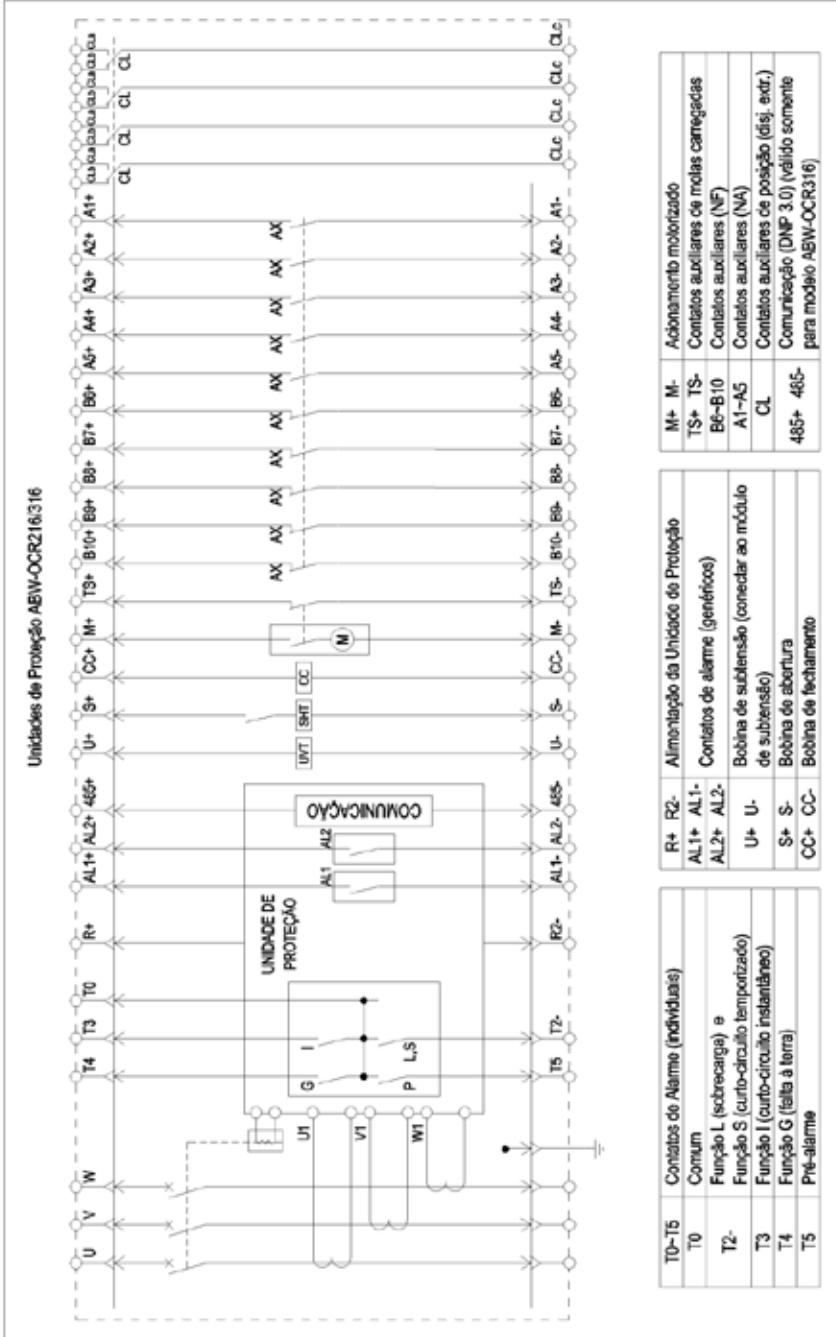 Unidades de Proteção ABW-OCR216/316
U V W T4 T3 T0 R+ AL1+ AL2+ 485+ U+ S+ CC+ M+ TS+ B10+ B9+ B8+ B7+ B6+ A5+ A4+ A3+ A2+ A1+
CL CL CL CL
UNIDADE DE
PROTEÇÃO
G I
P L,S
AL1 AL2
COMUNICAÇÃO
UVT SHT CC M
AX AX AX AX AX AX AX AX AX AX
U1 V1 W1
T5 T2- R2- AL1- AL2- 485- U- S- CC- M- TS- B10- B9- B8- B7- B6- A5- A4- A3- A2- A1- CLc CLc CLc CLc
T0~T5 Contatos de Alarme (individuais)
T0 Comum
T2- Função L (sobrecarga) e
Função S (curto-circuito temporizado)
T3 Função I (curto-circuito instantâneo)
T4 Função G (falta à terra)
T5 Pré-alarme
R+ R2- Alimentação da Unidade de Proteção
AL1+ AL1- Contatos de alarme (genéricos)
AL2+ AL2-
U+ U- Bobina de subtensão (conectar ao módulo
de subtensão)
S+ S- Bobina de abertura
CC+ CC- Bobina de fechamento
M+ M- Acionamento motorizado
TS+ TS- Contatos auxiliares de molas carregadas
B6~B10 Contatos auxiliares (NF)
A1~A5 Contatos auxiliares (NA)
CL Contatos auxiliares de posição (disj. extr.)
485+ 485- Comunicação (DNP 3.0) (válido somente
para modelo ABW-OCR316)